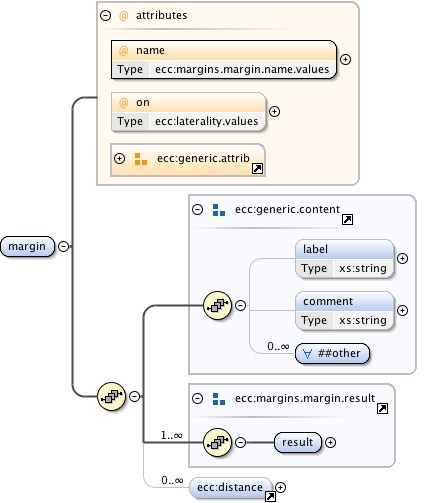 @ attributes
@ name
Type ecc:margins.margin.name.values
@ on
Type ecc:laterality.values
ecc:generic.attrib
margin
ecc:generic.content
label
Type xs:string
comment
Type xs:string
0..∞
∀ ##other
ecc:margins.margin.result
1..∞
result
0..∞
ecc:distance